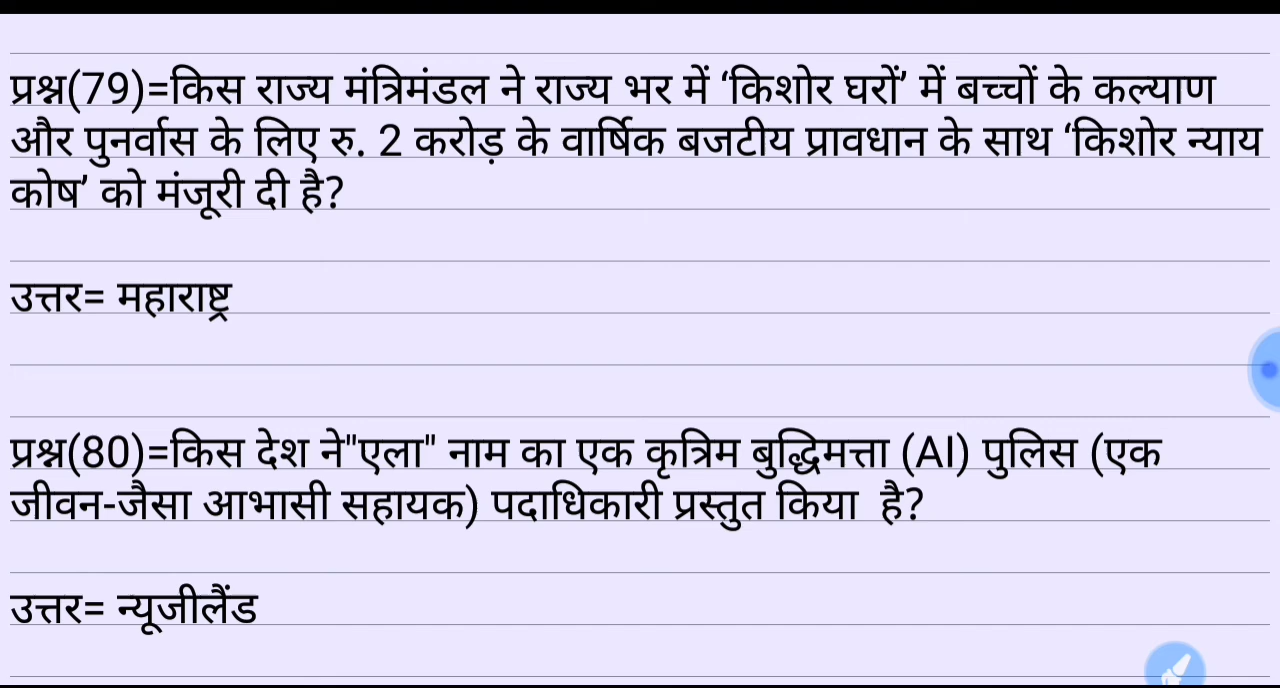 प्रश्न(79)=किस राज्य मंत्रिमंडल ने राज्य भर में ‘किशोर घरों’ में बच्चों के कल्याण
और पुनर्वास के लिए रु. 2 करोड़ के वार्षिक बजटीय प्रावधान के साथ ‘किशोर न्याय
कोष’ को मंजूरी दी है?
उत्तर= महाराष्ट्र
प्रश्न(80)=किस देश ने"एला" नाम का एक कृत्रिम बुद्धिमत्ता (AI) पुलिस (एक
जीवन-जैसा आभासी सहायक) पदाधिकारी प्रस्तुत किया है?
उत्तर= न्यूजीलैंड